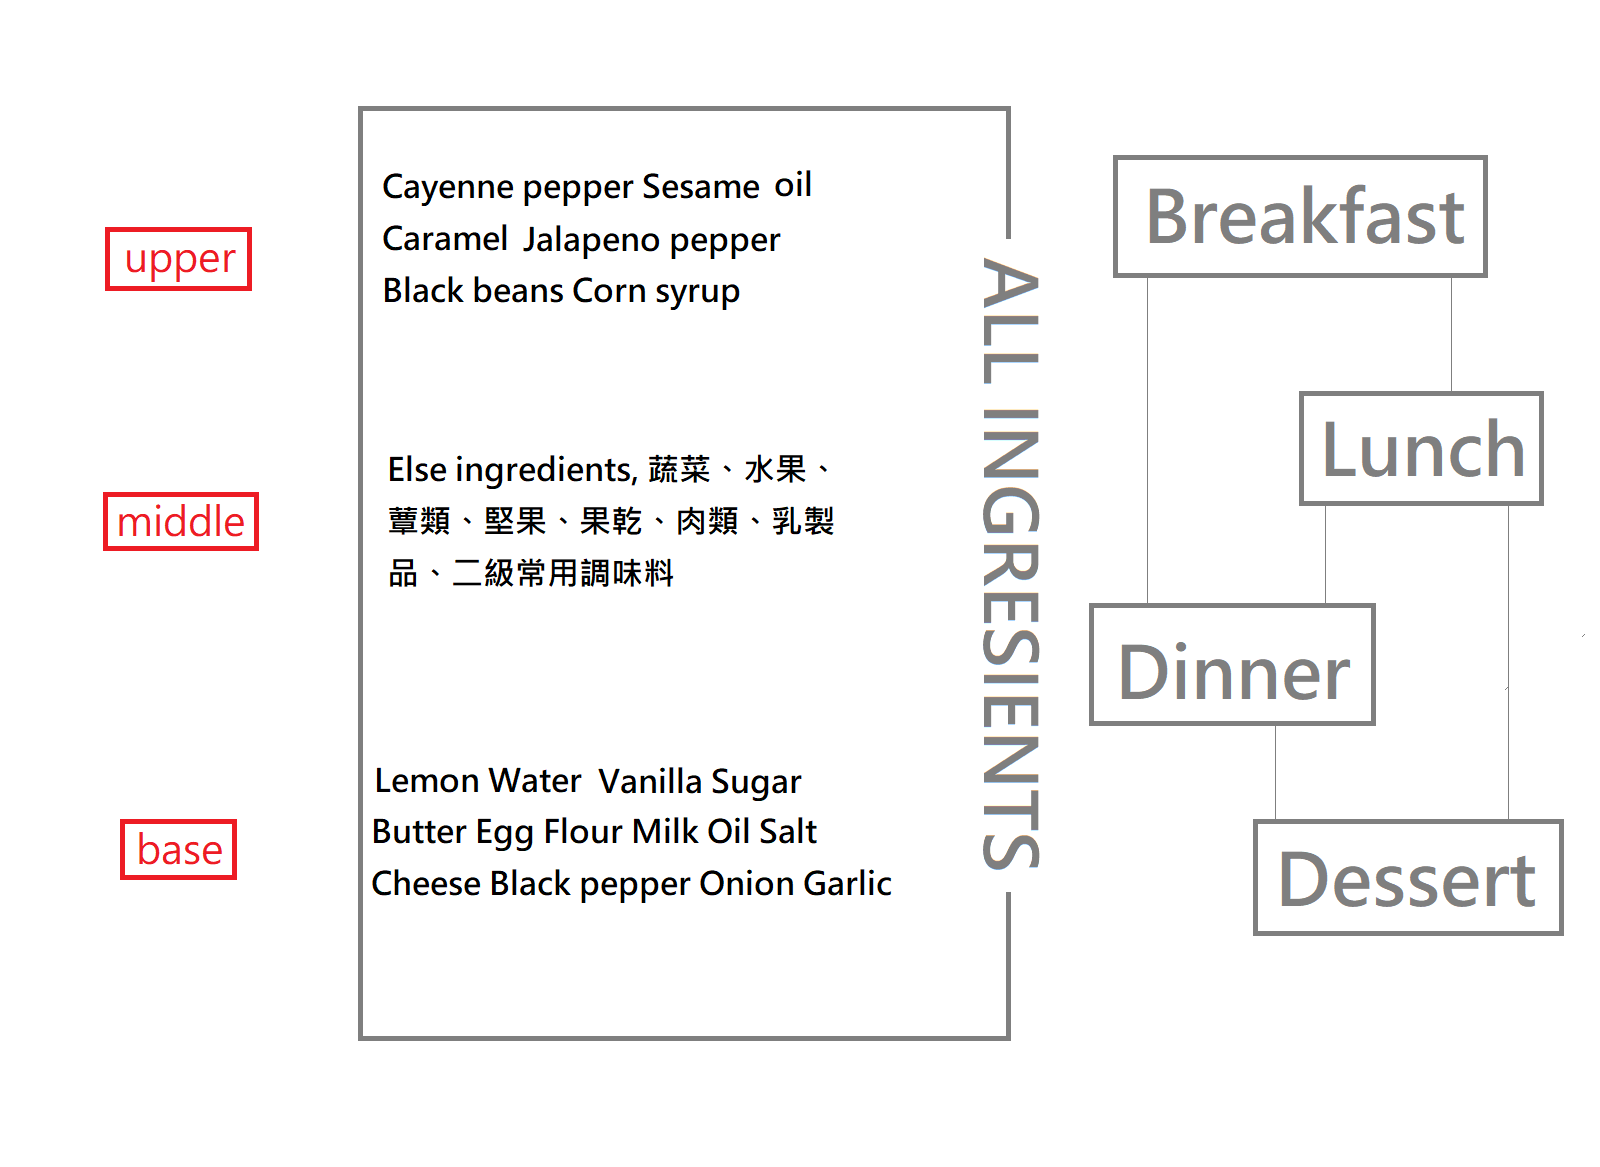 upper
middle
base
Cayenne pepper Sesame oil
Caramel Jalapeno pepper
Black beans Corn syrup
Else ingredients, 蔬菜、水果、
蕈類、堅果、果乾、肉類、乳製
品、二級常用調味料
Lemon Water Vanilla Sugar
Butter Egg Flour Milk Oil Salt
Cheese Black pepper Onion Garlic
ALL INGRESIENTS
Breakfast
Lunch
Dinner
Dessert